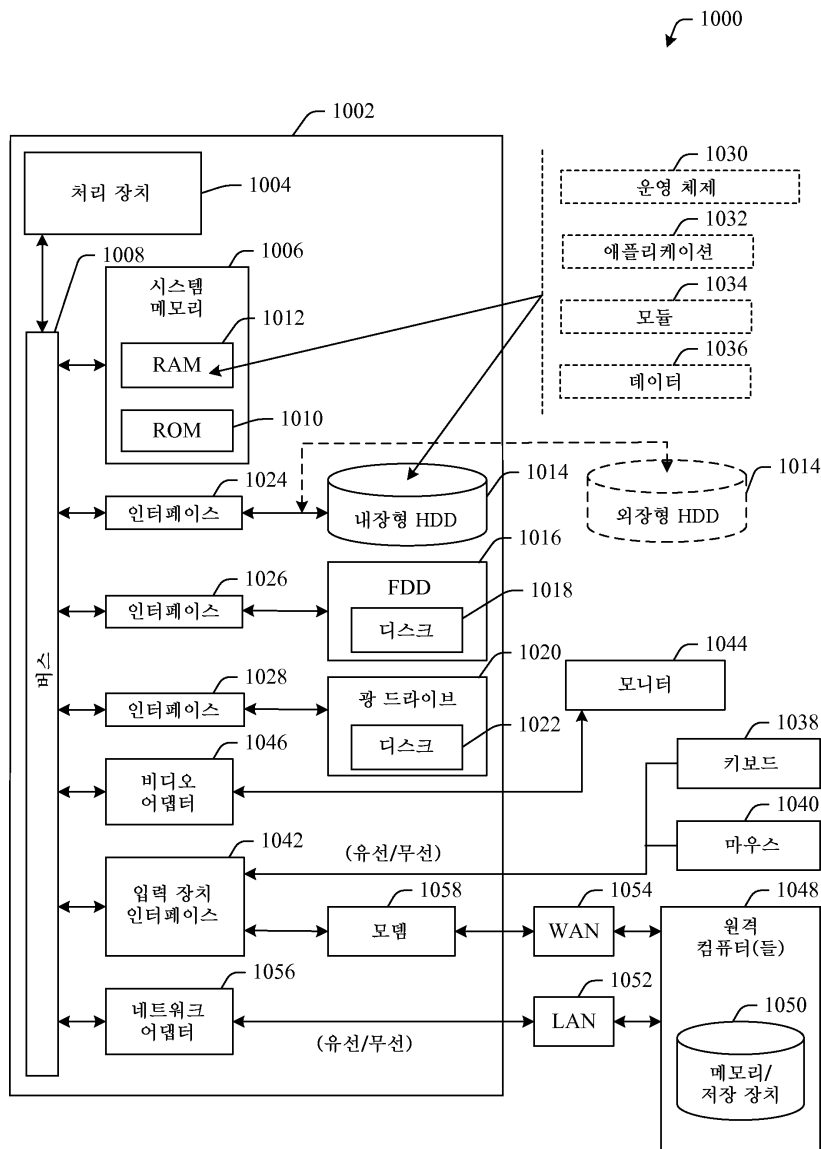 1000
1002
처리 장치
1004
1030
운영 체제
1032
애플리케이션
1034
모듈
1036
데이터
1008
1006
시스템
메모리
1012
RAM
1010
ROM
버스
1024
인터페이스
내장형 HDD
1014
외장형 HDD
1014
1016
FDD
1018
디스크
1026
인터페이스
1020
광 드라이브
1022
디스크
1028
인터페이스
1044
모니터
1046
비디오
어댑터
1038
키보드
1040
마우스
1042
입력 장치
인터페이스
(유선/무선)
1058
모뎀
1054
WAN
1048
원격
컴퓨터(들)
1056
네트워크
어댑터
(유선/무선)
1052
LAN
1050
메모리/
저장 장치